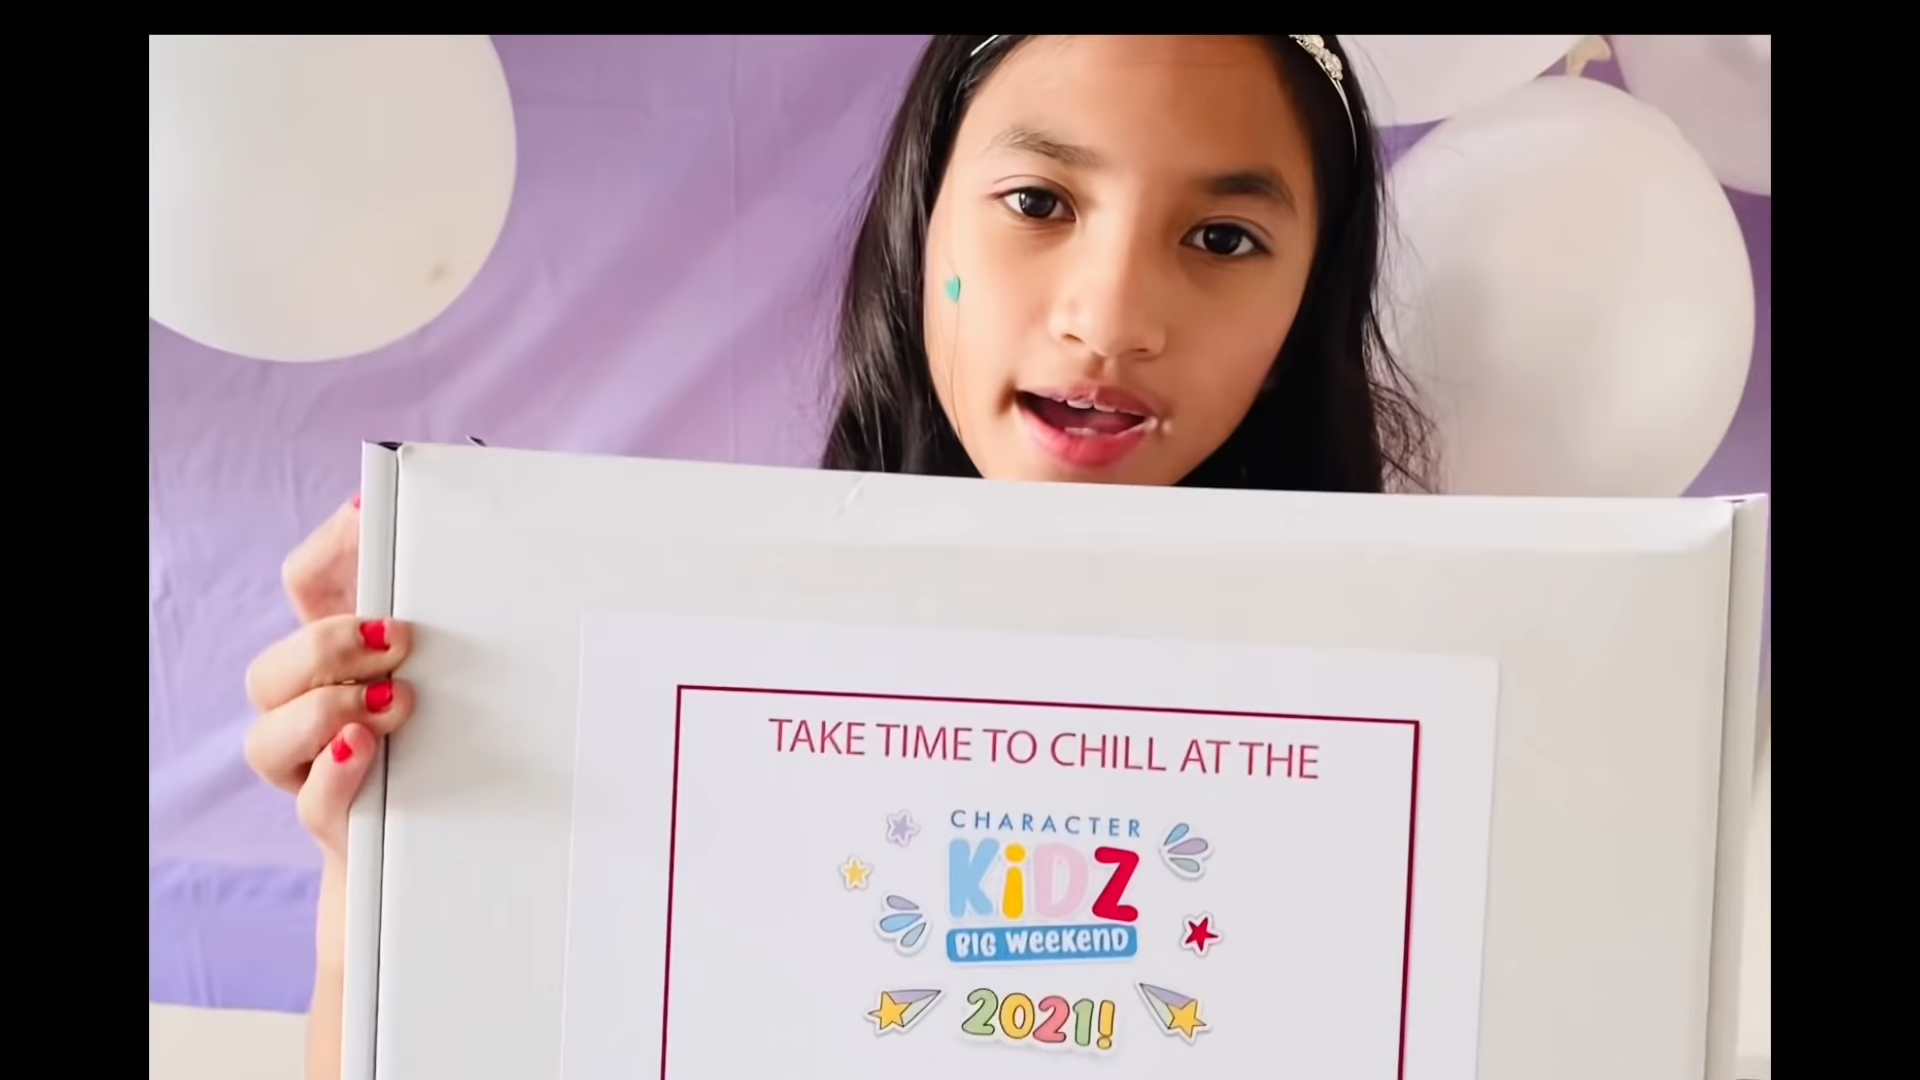 TAKE TIME TO CHILL AT THE
CHARACTER
KiDZ
BIG WEEKEND
2021!